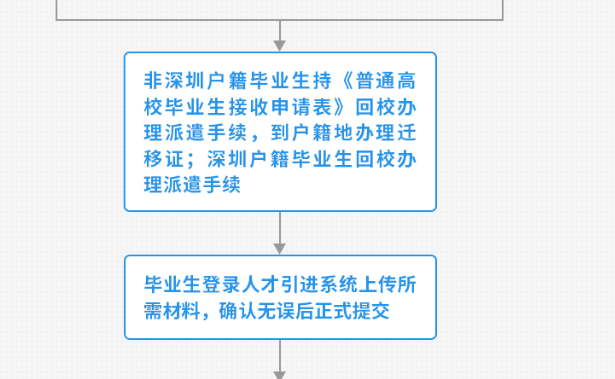 非深圳户籍毕业生持《普通高
校毕业生接收申请表》回校办
理派遣手续，到户籍地办理迁
移证；深圳户籍毕业生回校办
理派遣手续
毕业生登录人才引进系统上传所
需材料，确认无误后正式提交